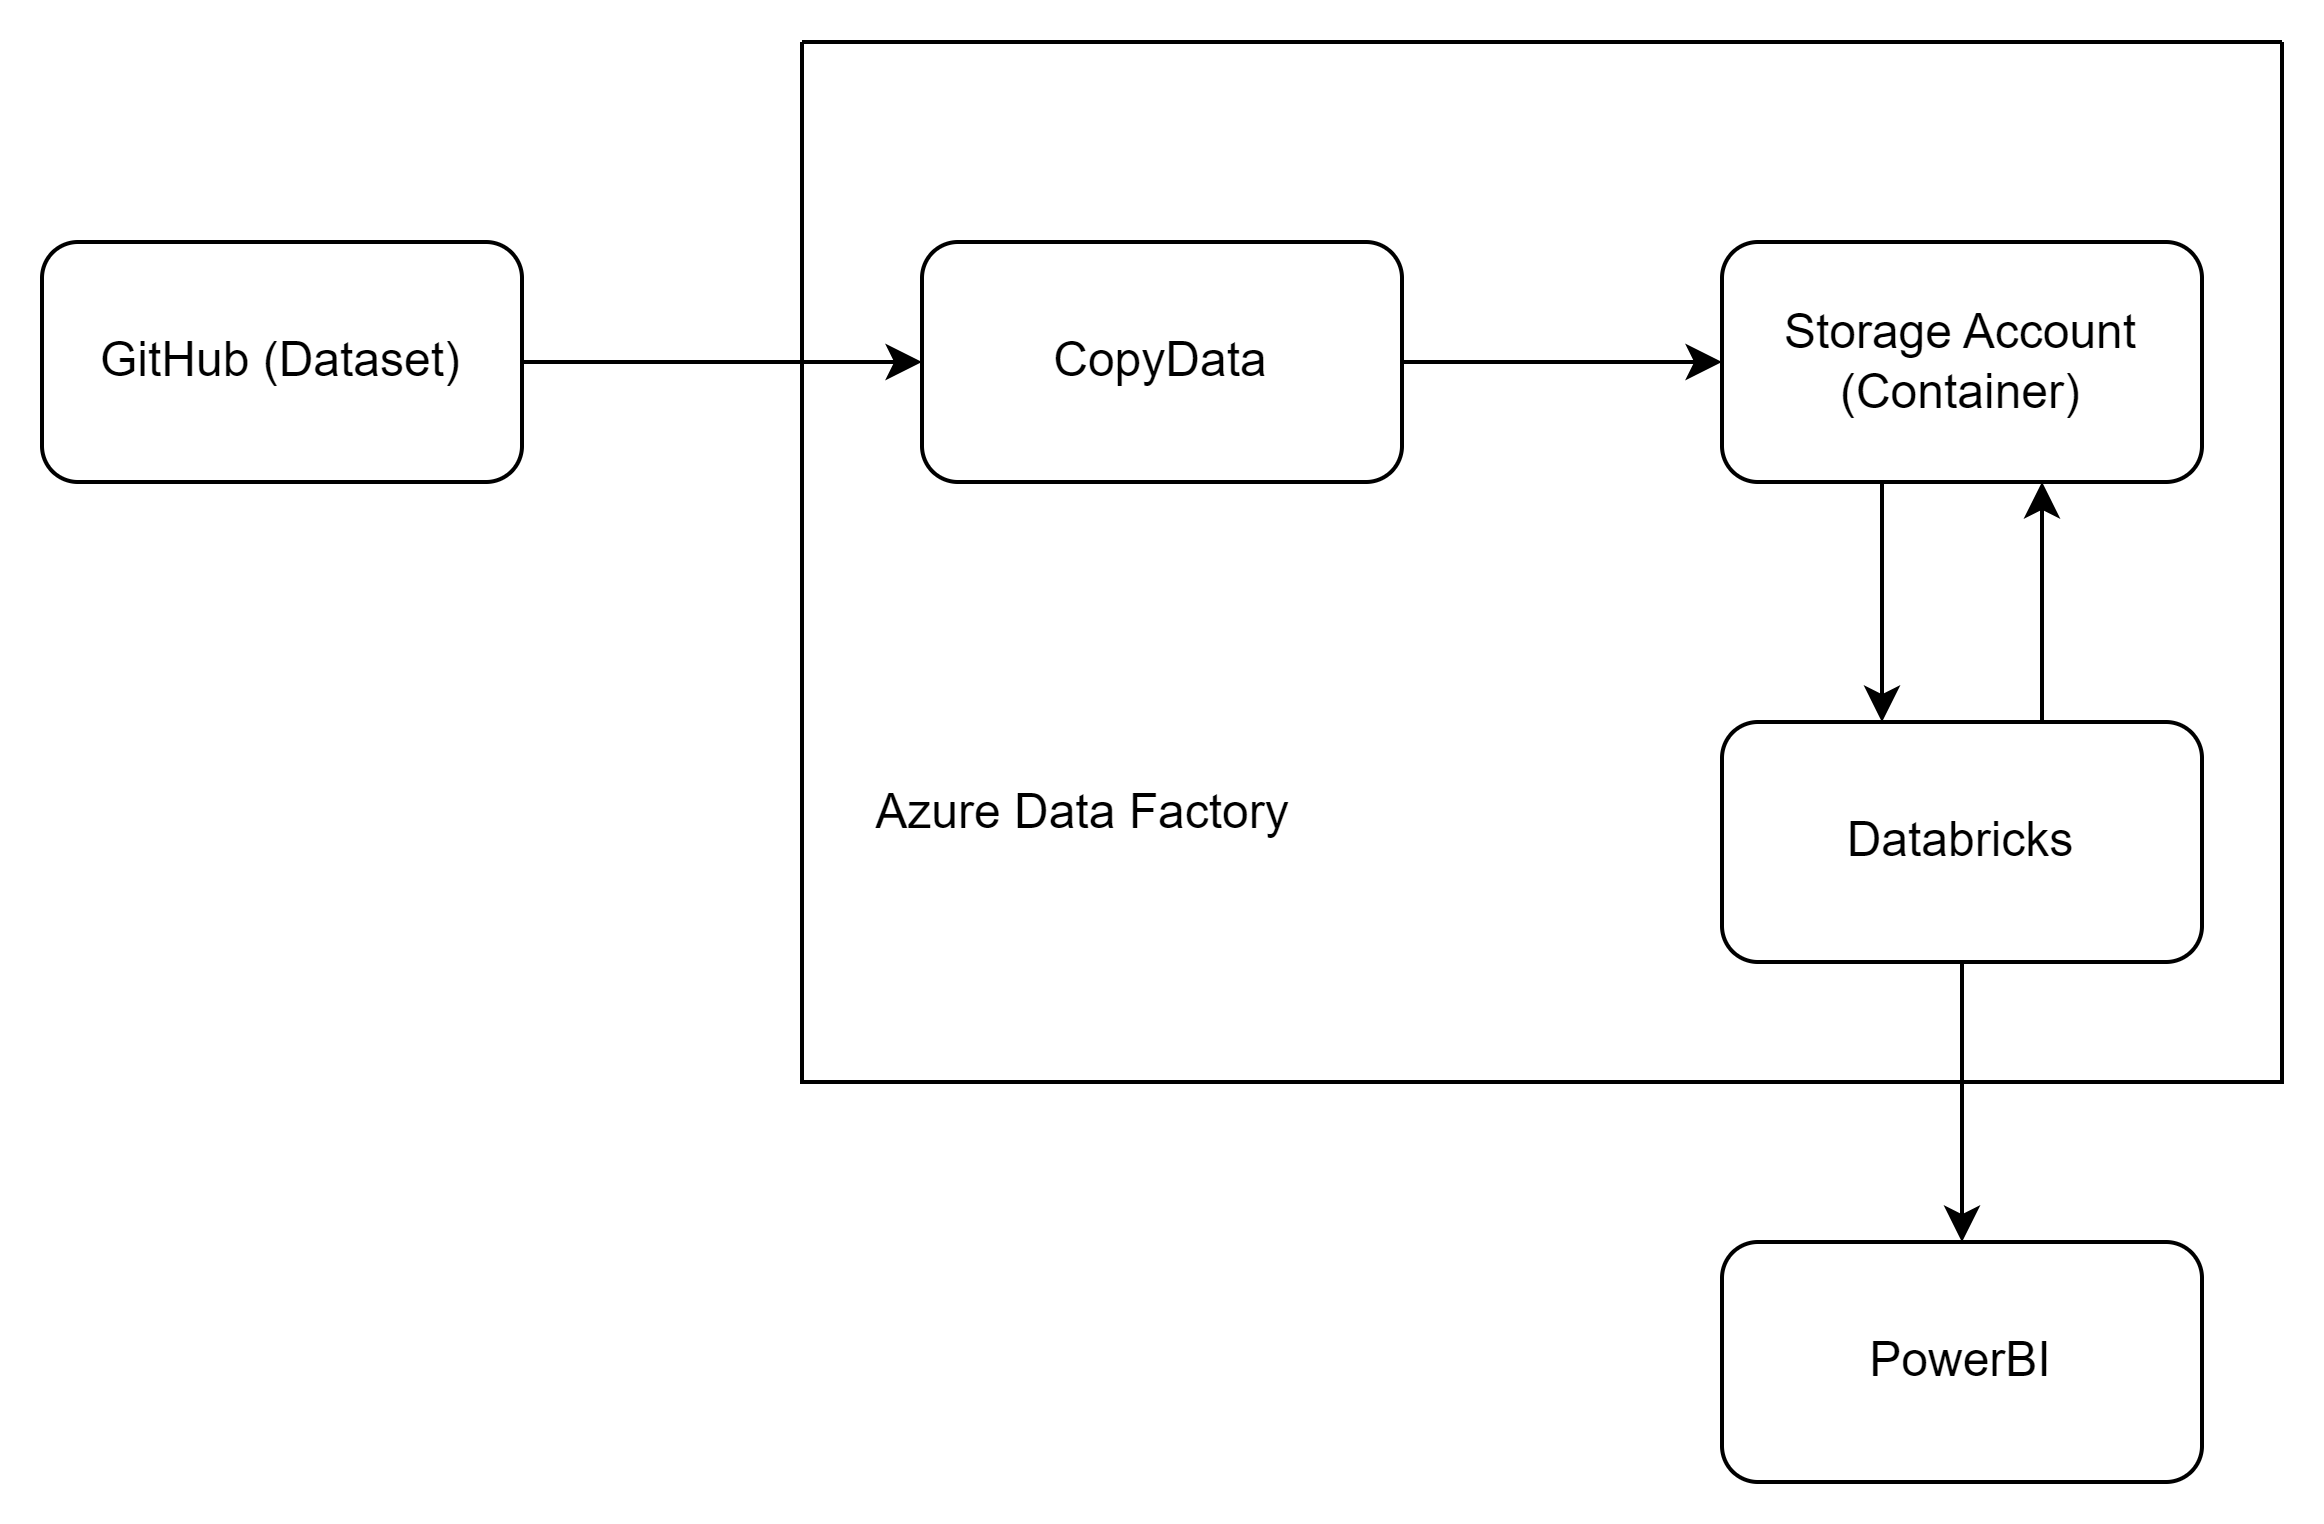 GitHub (Dataset)
CopyData
Storage Account
(Container)
Azure Data Factory
Databricks
PowerBI